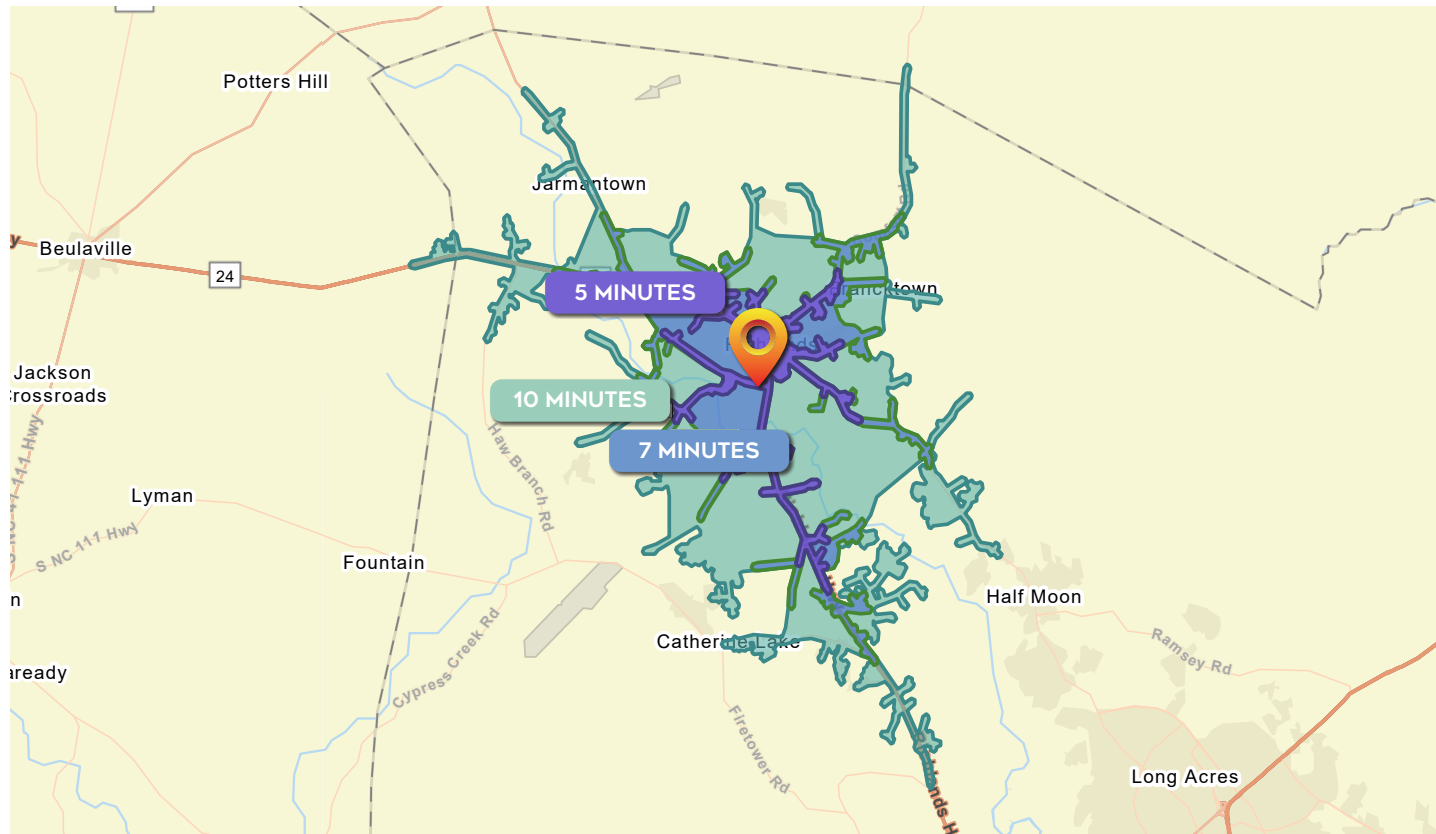 Potters Hill
Jarmantown
Beulaville
24
5 MINUTES
Jackson
Crossroads
10 MINUTES
7 MINUTES
Haw Branch Rd
Lyman
S NC 111 Hwy
Fountain
Half Moon
Catherine Lake
Ramsey Rd
Cypress Creek Rd
Firetower Rd
Long Acres